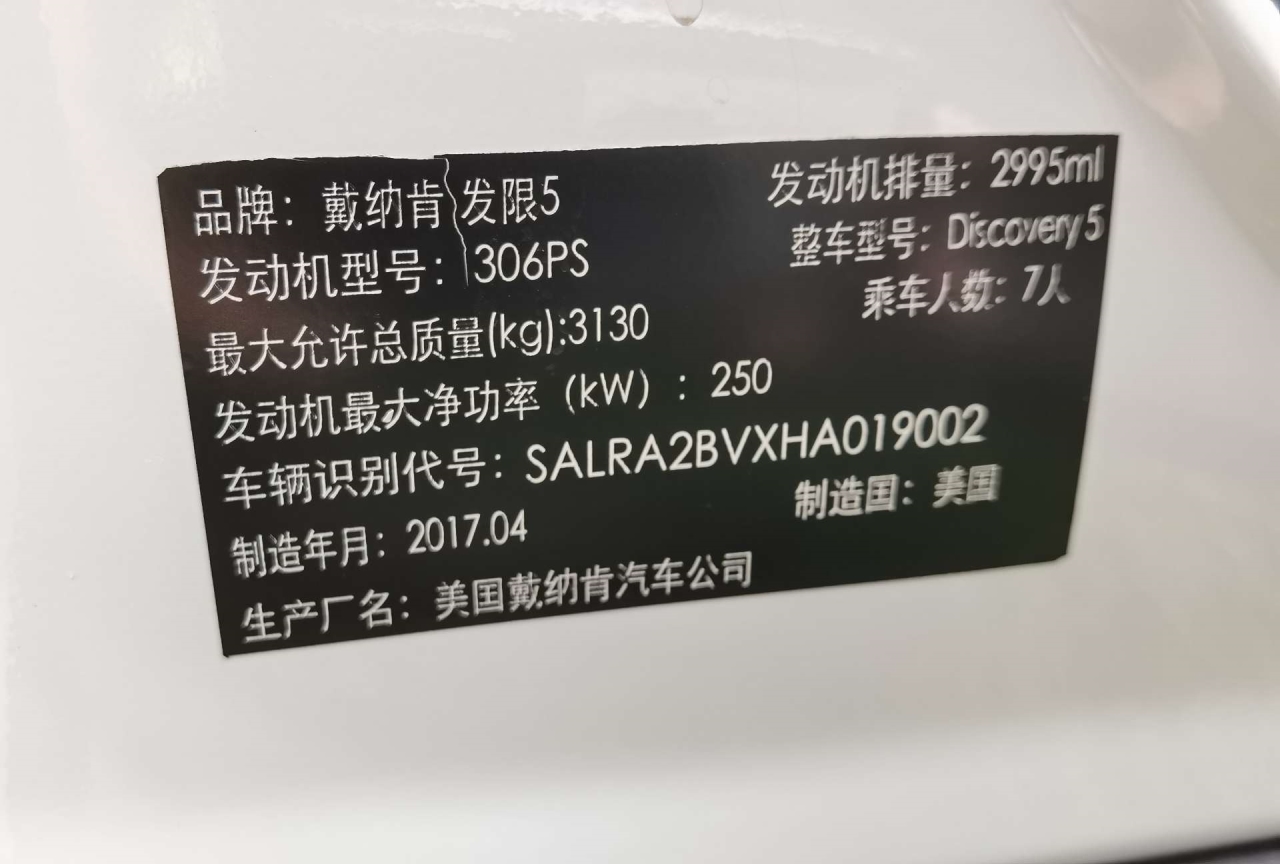 品牌：戴纳肯发限5 发动机排量：2995ml
发动机型号：306PS 整车型号：Discovery 5
最大允许总质量(kg):3130 乘车人数：7人
发动机最大净功率（kW）：250
车辆识别代号：SALRA2BVXHA019002
制造年月：2017.04 制造国：美国
生产厂名：美国戴纳肯汽车公司